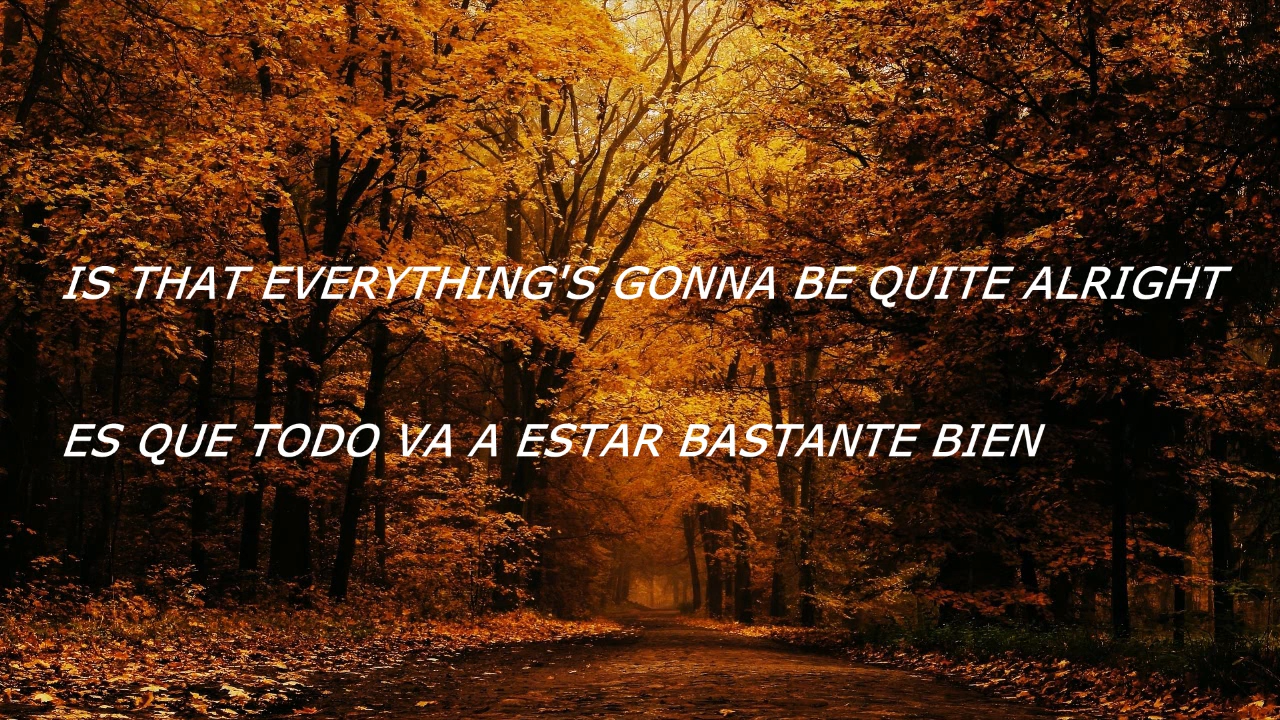 IS THAT EVERYTHING'S GONNA BE QUITE ALRIGHT
ES QUE TODO VA A ESTAR BASTANTE BIEN